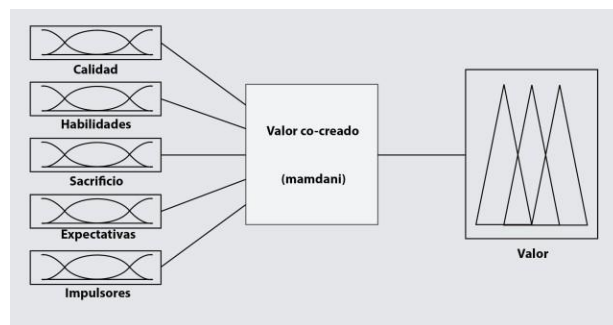 Calidad
Habilidades
Sacrificio
Expectativas
Impulsores
Valor co-creado
(mamdani)
Valor